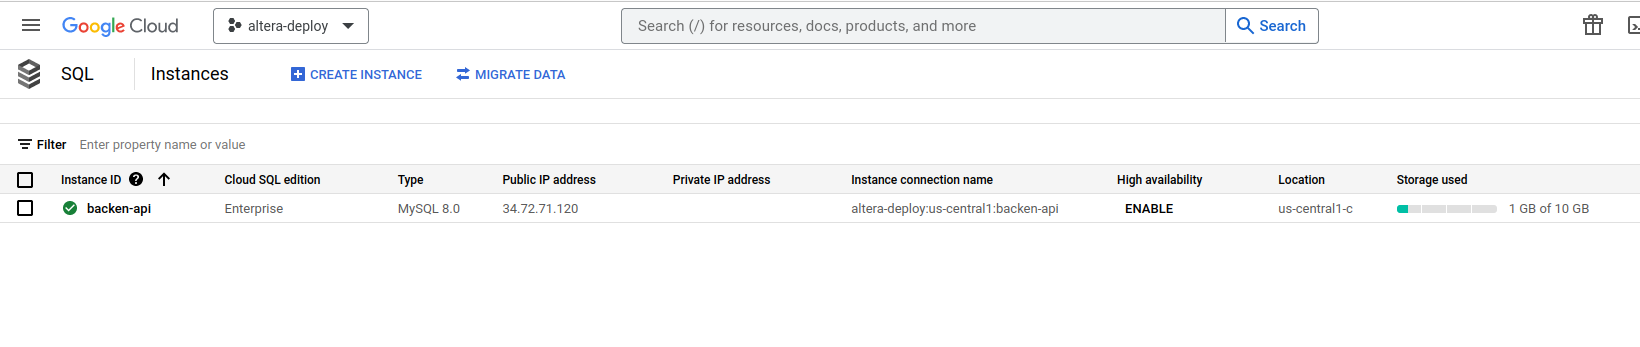 Google Cloud altera-deploy Search (/) for resources, docs, products, and more Search
SQL Instances CREATE INSTANCE MIGRATE DATA
Filter Enter property name or value
Instance ID ? Cloud SQL edition Type Public IP address Private IP address Instance connection name High availability Location Storage used
backen-api Enterprise MySQL 8.0 34.72.71.120 altera-deploy:us-central1:backen-api ENABLE us-central1-c 1 GB of 10 GB